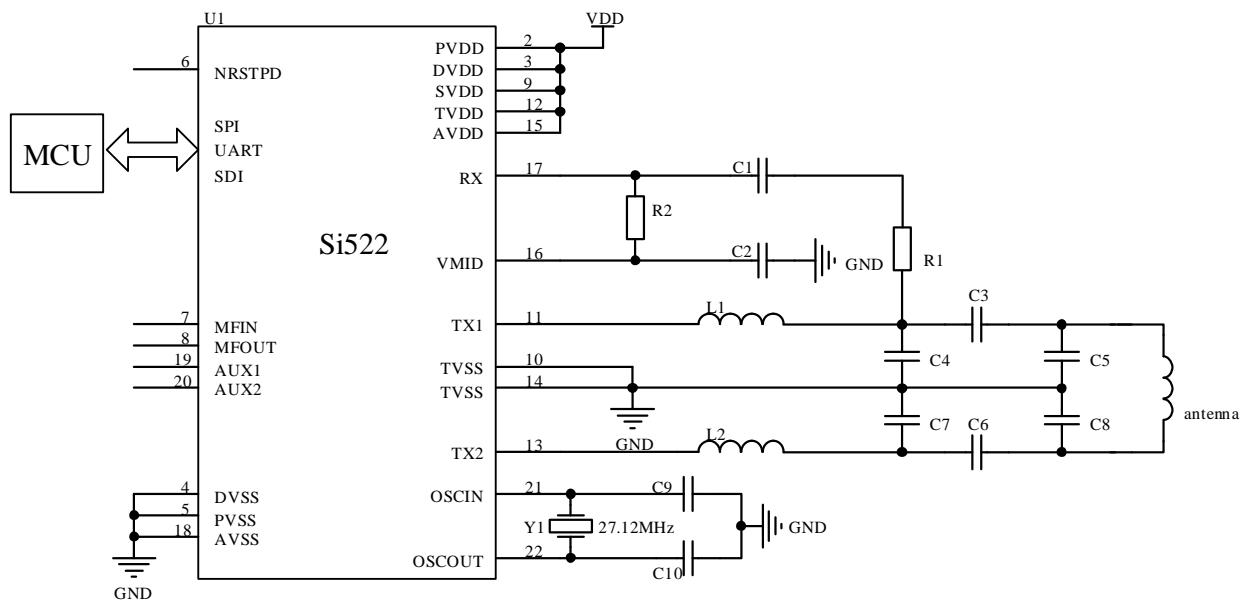 U1
VDD
PVDD 2
6 NRSTPD
DVDD 3
SVDD 9
TVDD 12
AVDD 15
SPI
MCU
UART
SDI
RX 17
C1
R2
Si522
VMID 16
C2
GND
R1
C3
L1
7 MFIN
TX1 11
8 MFOUT
19 AUX1
20 AUX2
TVSS 10
TVSS 14
C4
C5
antenna
GND
C7
C6
C8
L2
TX2 13
4 DVSS
5 PVSS
18 AVSS
GND
OSCIN 21
C9
Y1
27.12MHz
GND
OSCOUT 22
C10